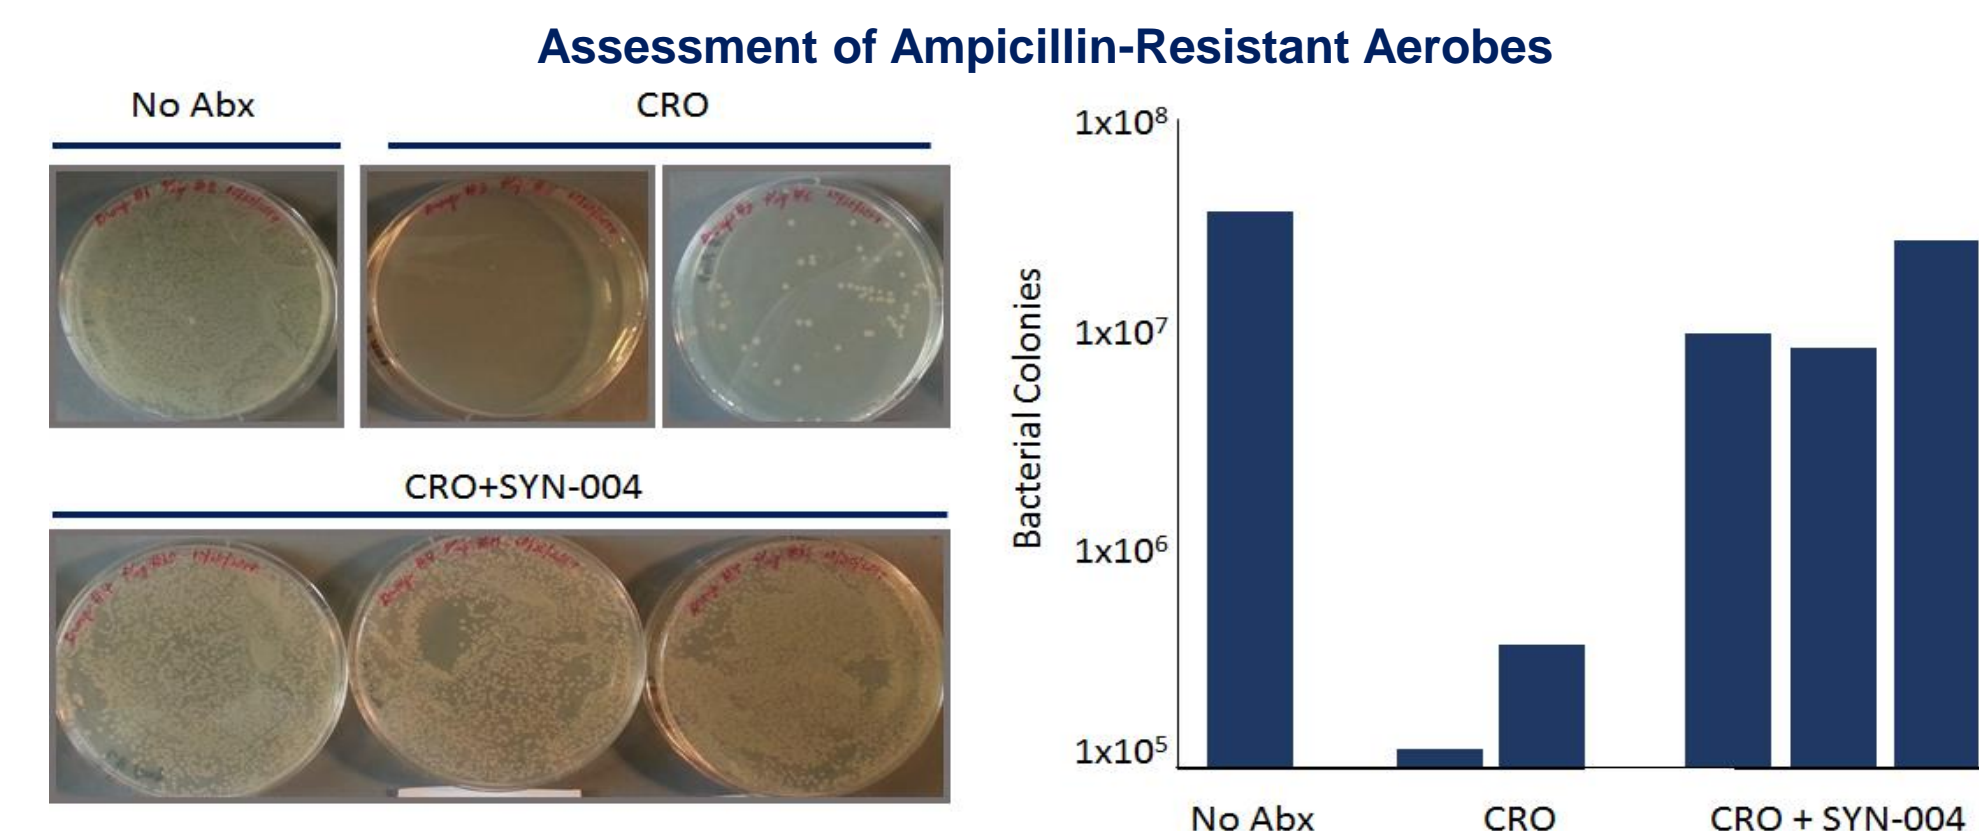 Assessment of Ampicillin-Resistant Aerobes
No Abx
CRO
CRO+SYN-004
Bacterial Colonies
1x10⁸
1x10⁷
1x10⁶
1x10⁵
No Abx
CRO
CRO + SYN-004